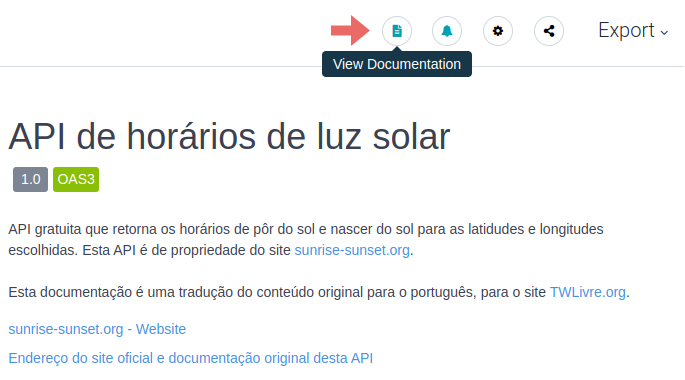 Export
View Documentation
API de horários de luz solar
1.0 OAS3
API gratuita que retorna os horários de pôr do sol e nascer do sol para as latidudes e longitudes
escolhidas. Esta API é de propriedade do site sunrise-sunset.org.
Esta documentação é uma tradução do conteúdo original para o português, para o site TWLivre.org.
sunrise-sunset.org - Website
Endereço do site oficial e documentação original desta API